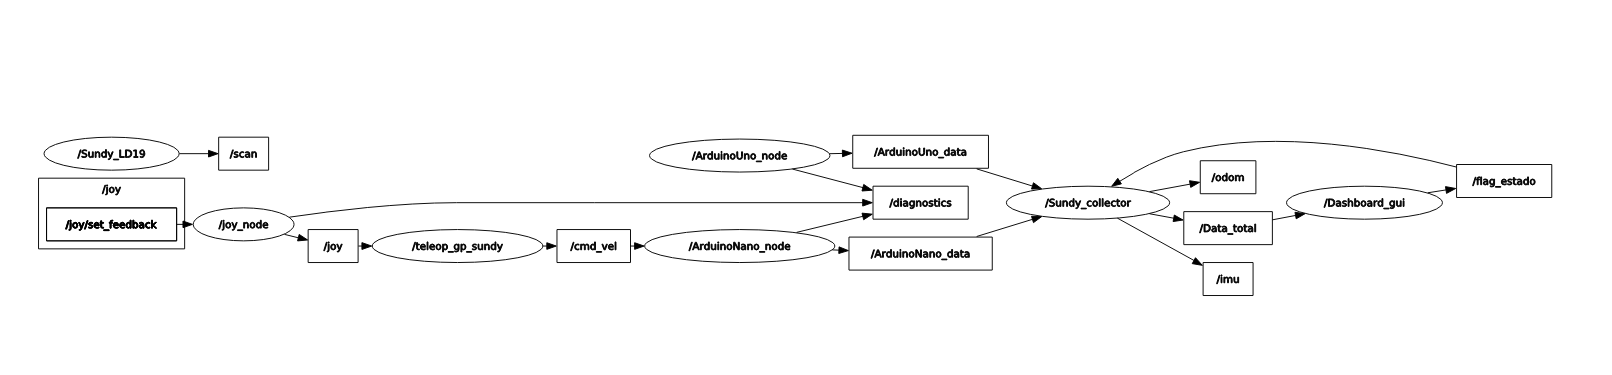 /Sundy_LD19
/scan
/joy
/joy/set_feedback
/joy_node
/joy
/teleop_gp_sundy
/cmd_vel
/ArduinoUno_node
/ArduinoNano_node
/ArduinoUno_data
/diagnostics
/ArduinoNano_data
/Sundy_collector
/odom
/Data_total
/imu
/Dashboard_gui
/flag_estado